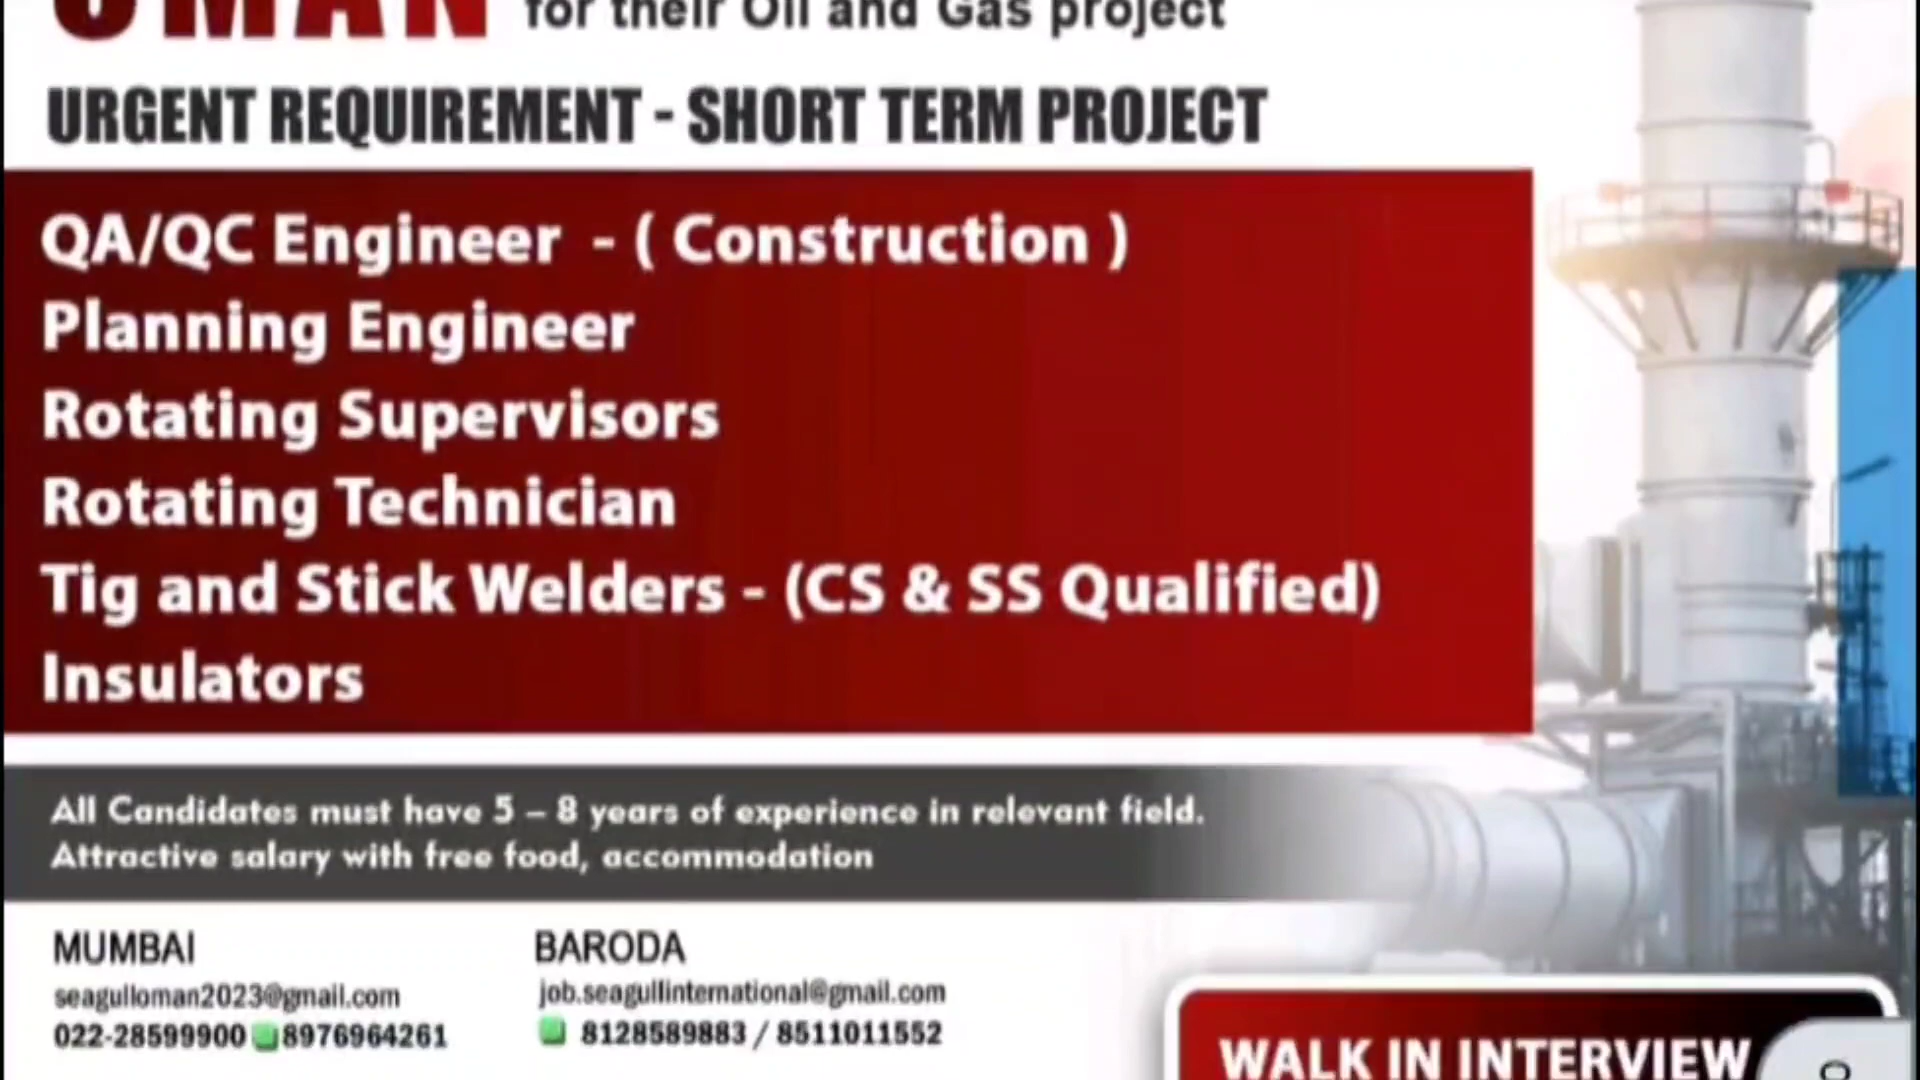 OMAN for their Oil and Gas project
URGENT REQUIREMENT - SHORT TERM PROJECT
QA/QC Engineer - ( Construction )
Planning Engineer
Rotating Supervisors
Rotating Technician
Tig and Stick Welders - (CS & SS Qualified)
Insulators
All Candidates must have 5 – 8 years of experience in relevant field.
Attractive salary with free food, accommodation
MUMBAI
seagulloman2023@gmail.com
022-28599900 8976964261
BARODA
job.seagullinternational@gmail.com
8128589883 / 8511011552
WALK IN INTERVIEW